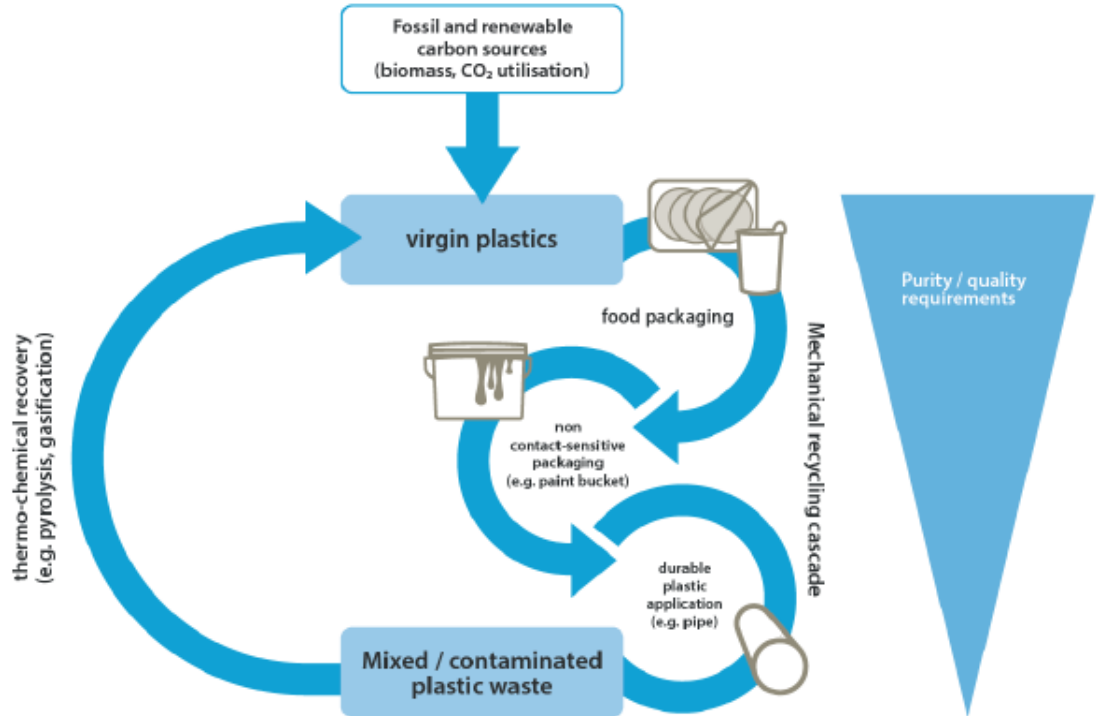 Fossil and renewable
carbon sources
(biomass, CO₂ utilisation)
virgin plastics
Purity / quality
requirements
food packaging
thermo-chemical recovery
(e.g. pyrolysis, gasification)
Mechanical recycling cascade
non
contact-sensitive
packaging
(e.g. paint bucket)
durable
plastic
application
(e.g. pipe)
Mixed / contaminated
plastic waste